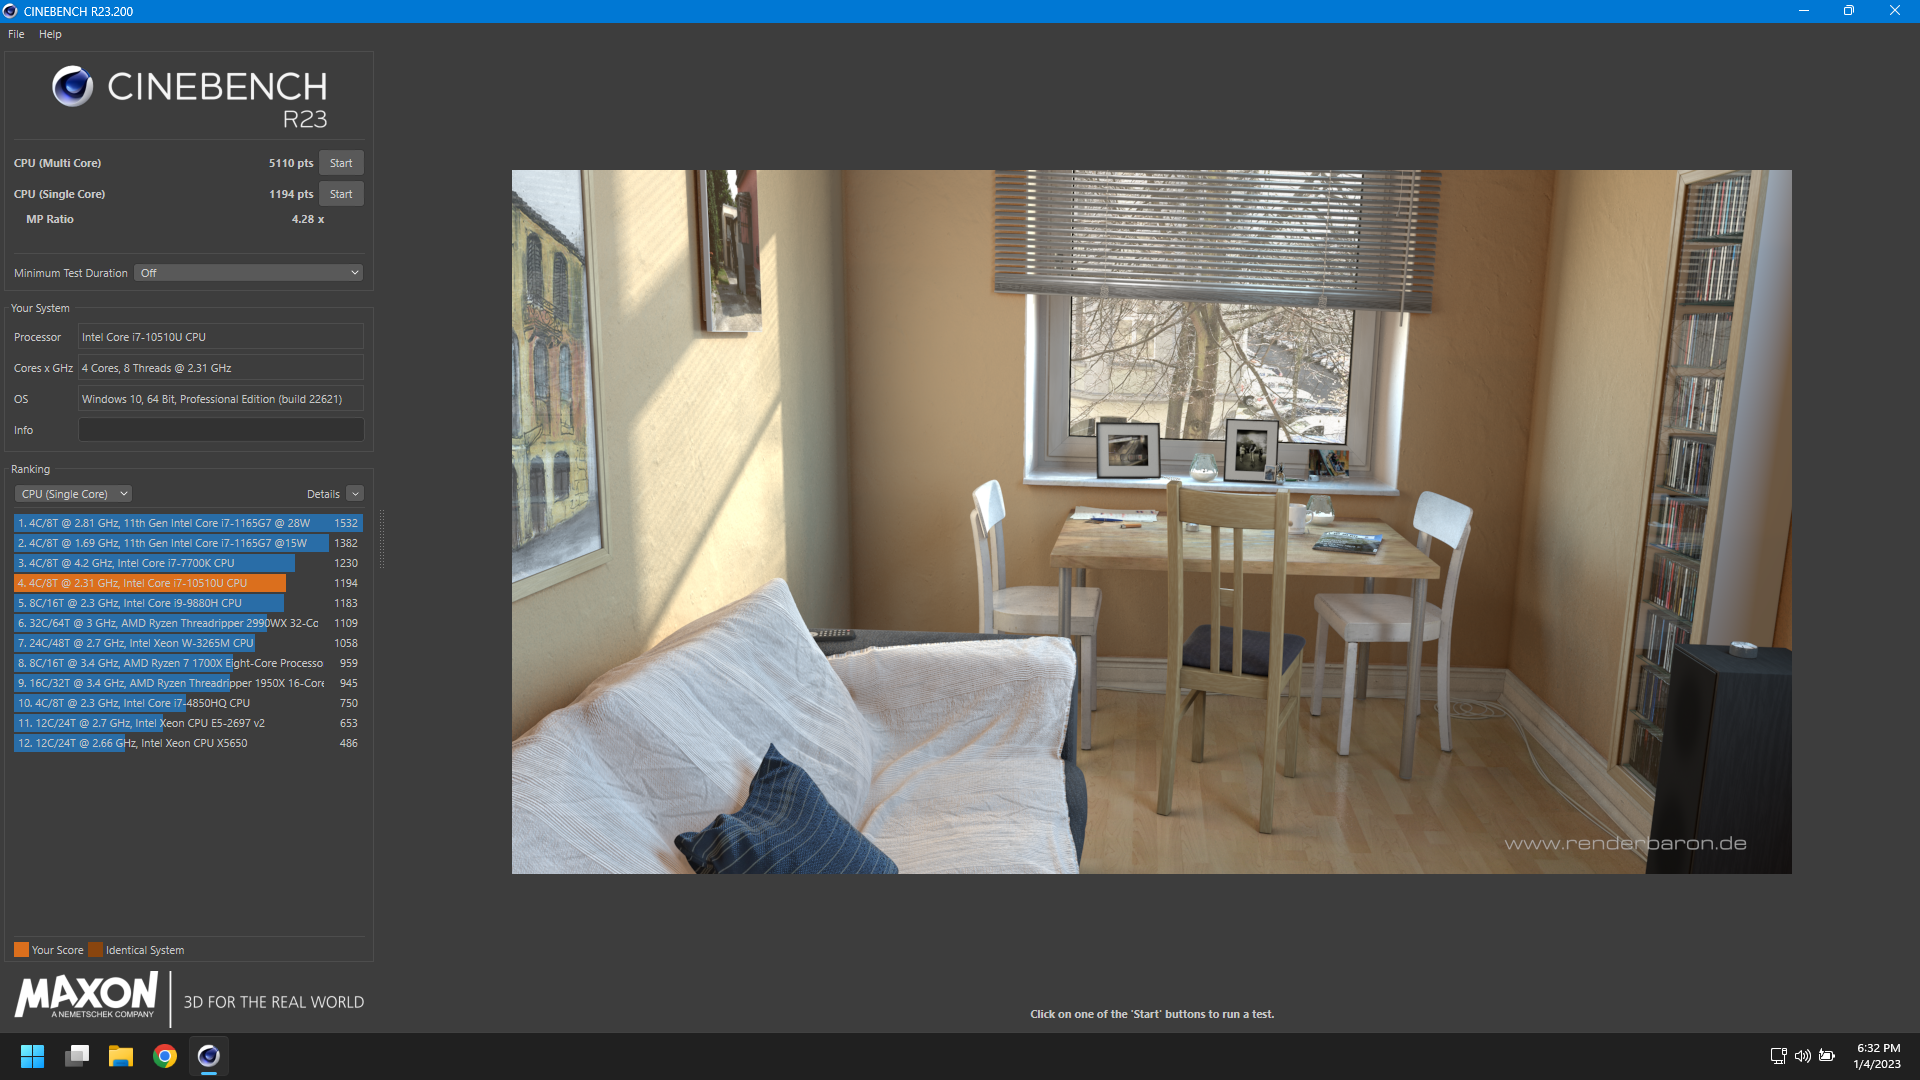 CINEBENCH R23.200
File Help
CINEBENCH
R23
CPU (Multi Core) 5110 pts Start
CPU (Single Core) 1194 pts Start
MP Ratio 4.28 x
Minimum Test Duration Off
Your System
Processor Intel Core i7-10510U CPU
Cores x GHz 4 Cores, 8 Threads @ 2.31 GHz
OS Windows 10, 64 Bit, Professional Edition (build 22621)
Info
Ranking
CPU (Single Core) Details
1. 4C/8T @ 2.81 GHz, 11th Gen Intel Core i7-1165G7 @ 28W 1532
2. 4C/8T @ 1.69 GHz, 11th Gen Intel Core i7-1165G7 @15W 1382
3. 4C/8T @ 4.2 GHz, Intel Core i7-7700K CPU 1230
4. 4C/8T @ 2.31 GHz, Intel Core i7-10510U CPU 1194
5. 8C/16T @ 2.3 GHz, Intel Core i9-9880H CPU 1183
6. 32C/64T @ 3 GHz, AMD Ryzen Threadripper 2990WX 32-Co 1109
7. 24C/48T @ 2.7 GHz, Intel Xeon W-3265M CPU 1058
8. 8C/16T @ 3.4 GHz, AMD Ryzen 7 1700X Eight-Core Processo 959
9. 16C/32T @ 3.4 GHz, AMD Ryzen Threadripper 1950X 16-Core 945
10. 4C/8T @ 2.3 GHz, Intel Core i7-4850HQ CPU 750
11. 12C/24T @ 2.7 GHz, Intel Xeon CPU E5-2697 v2 653
12. 12C/24T @ 2.66 GHz, Intel Xeon CPU X5650 486
Your Score Identical System
MAXON
A NEMETSCHEK COMPANY
3D FOR THE REAL WORLD
www.renderbaron.de
Click on one of the 'Start' buttons to run a test.
6:32 PM
1/4/2023